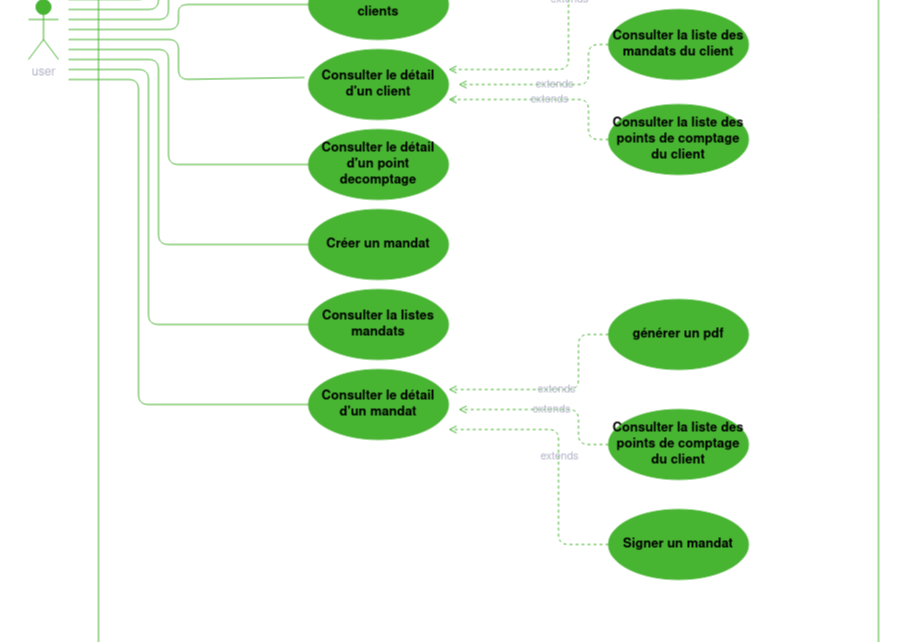 extends
clients
Consulter la liste des
mandats du client
user
Consulter le détail
d'un client
extends
extends
Consulter la liste des
points de comptage
du client
Consulter le détail
d'un point
decomptage
Créer un mandat
Consulter la listes
mandats
générer un pdf
extends
Consulter le détail
d'un mandat
extends
Consulter la liste des
points de comptage
du client
extends
Signer un mandat